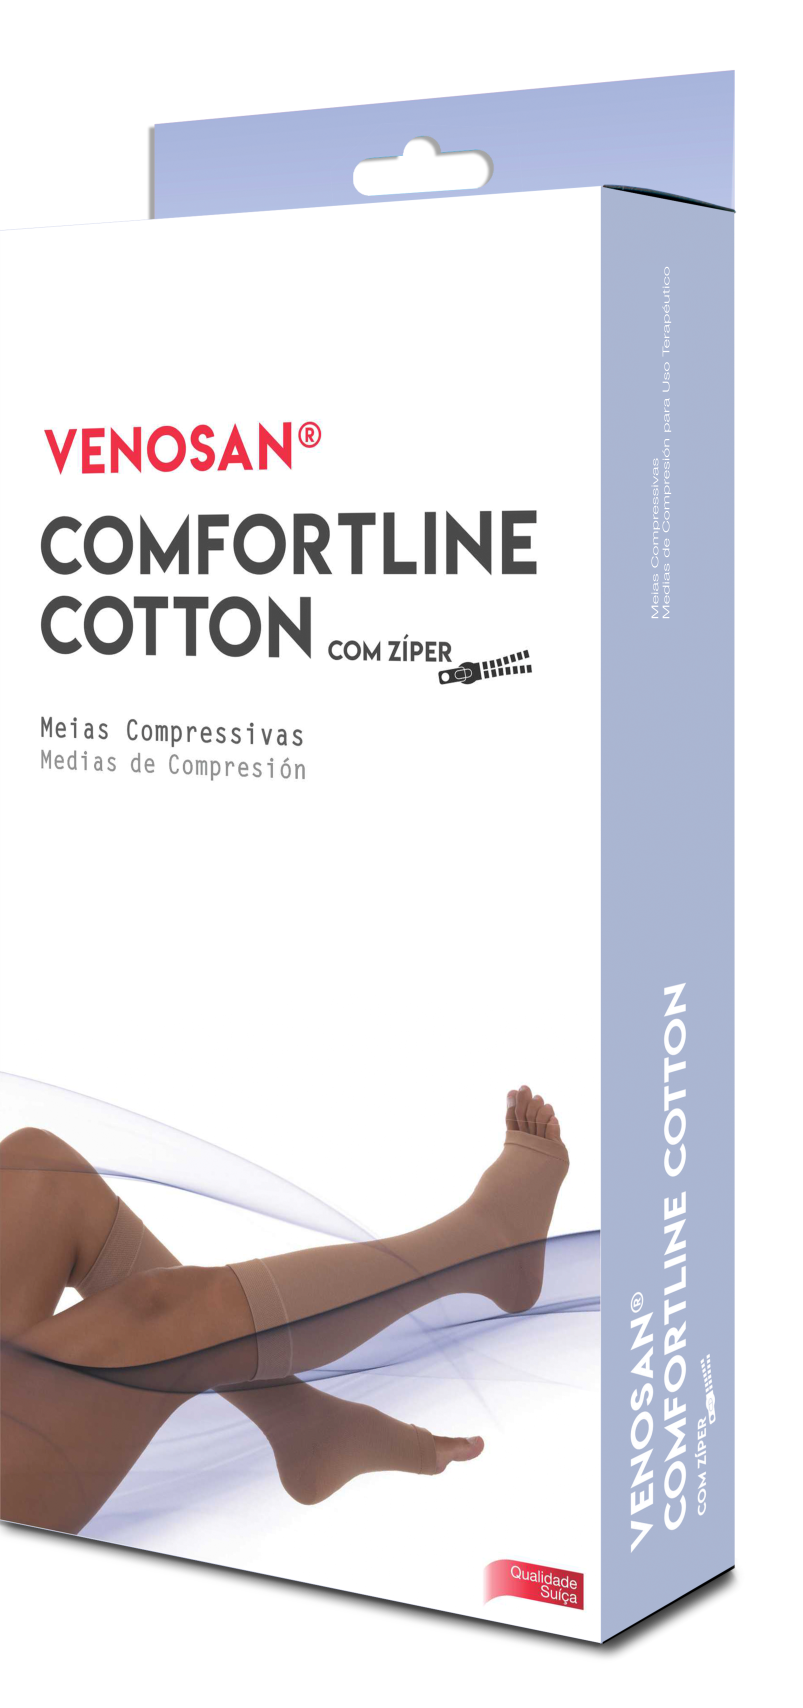 VENOSAN®
COMFORTLINE
COTTON COM ZÍPER
Meias Compressivas
Medias de Compresión
Qualidade
Suíça
Meias Compressivas
Medias de Compresión para Uso Terapéutico
VENOSAN®
COMFORTLINE COTTON
COM ZÍPER